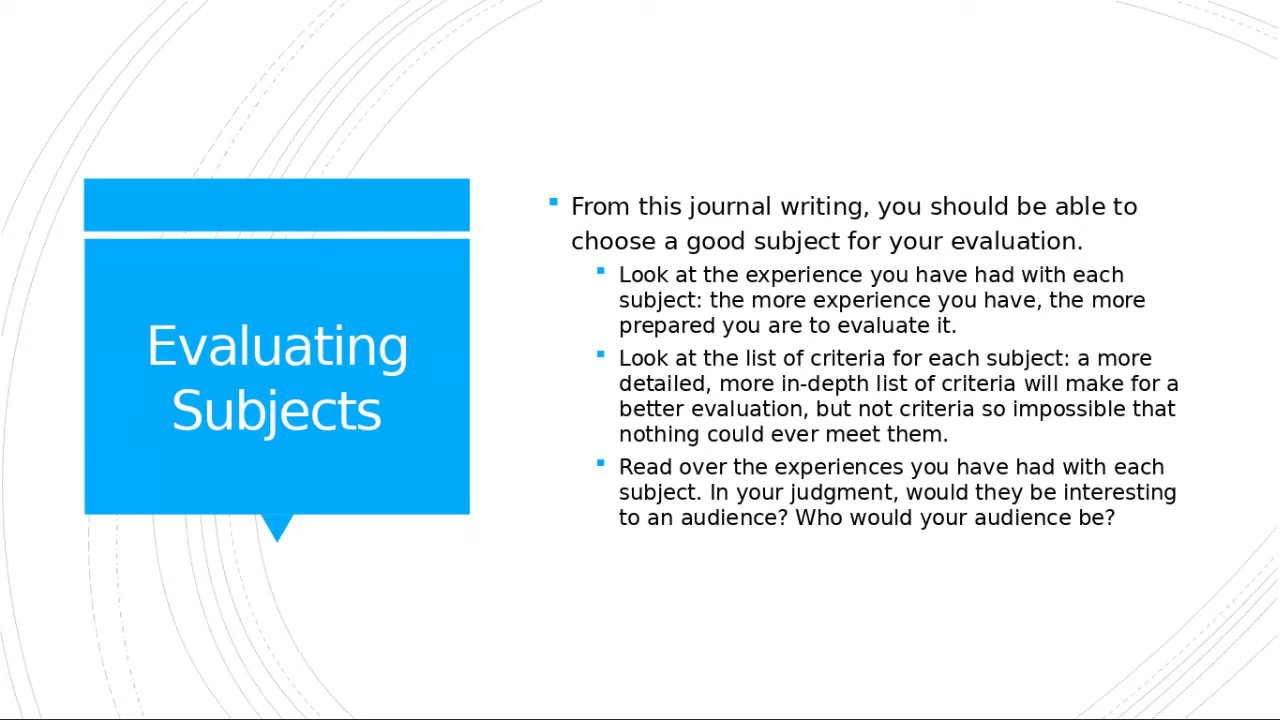 Evaluating
Subjects
From this journal writing, you should be able to
choose a good subject for your evaluation.
Look at the experience you have had with each
subject: the more experience you have, the more
prepared you are to evaluate it.
Look at the list of criteria for each subject: a more
detailed, more in-depth list of criteria will make for a
better evaluation, but not criteria so impossible that
nothing could ever meet them.
Read over the experiences you have had with each
subject. In your judgment, would they be interesting
to an audience? Who would your audience be?